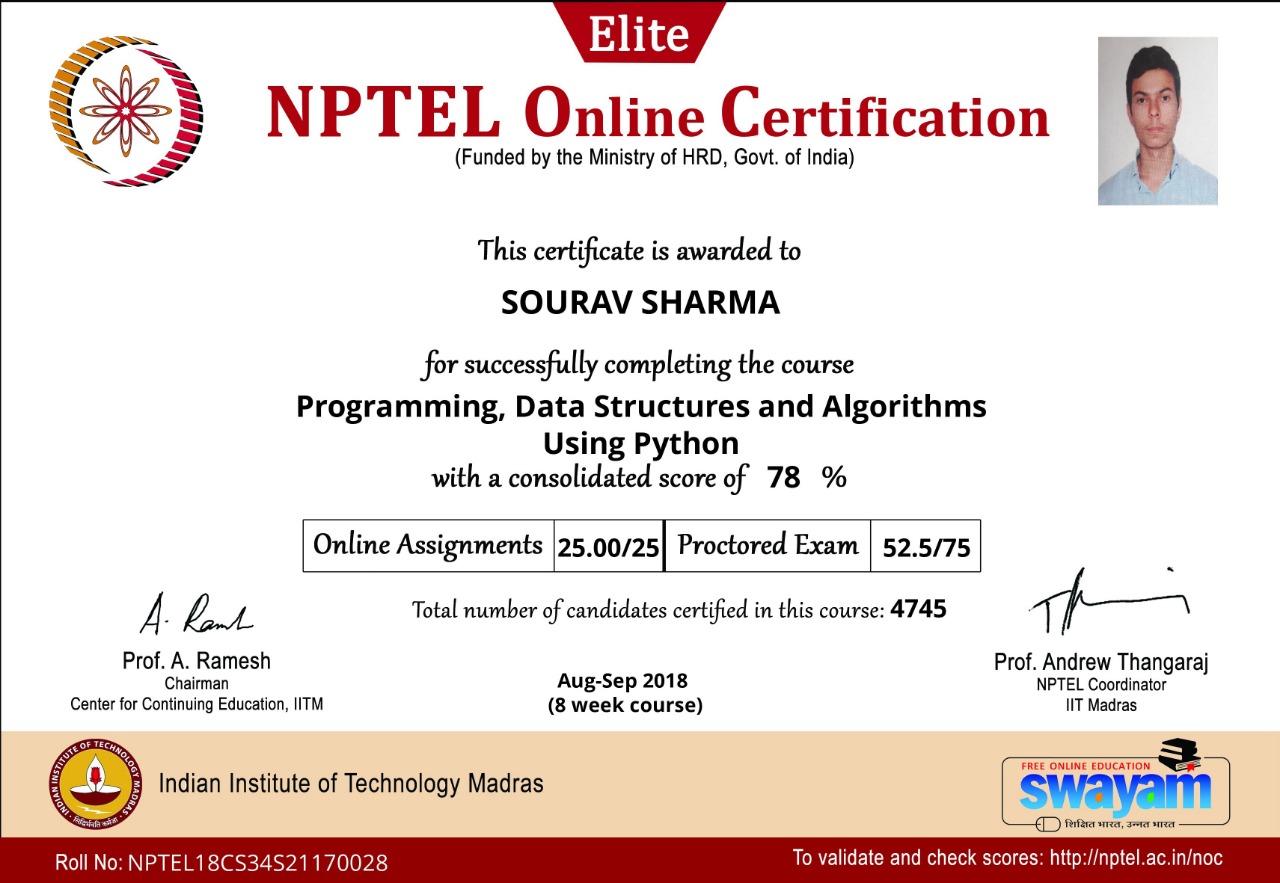 Elite
NPTEL Online Certification
(Funded by the Ministry of HRD, Govt. of India)
This certificate is awarded to
SOURAV SHARMA
for successfully completing the course
Programming, Data Structures and Algorithms
Using Python
with a consolidated score of 78 %
Online Assignments 25.00/25 Proctored Exam 52.5/75
Total number of candidates certified in this course: 4745
A. Ramesh
Prof. A. Ramesh
Chairman
Center for Continuing Education, IITM
Aug-Sep 2018
(8 week course)
Prof. Andrew Thangaraj
NPTEL Coordinator
IIT Madras
INDIAN INSTITUTE OF TECHNOLOGY MADRAS
सिद्धिर्भवति कर्मजा
Indian Institute of Technology Madras
FREE ONLINE EDUCATION
swayam
शिक्षित भारत, उन्नत भारत
Roll No: NPTEL18CS34S21170028
To validate and check scores: http://nptel.ac.in/noc